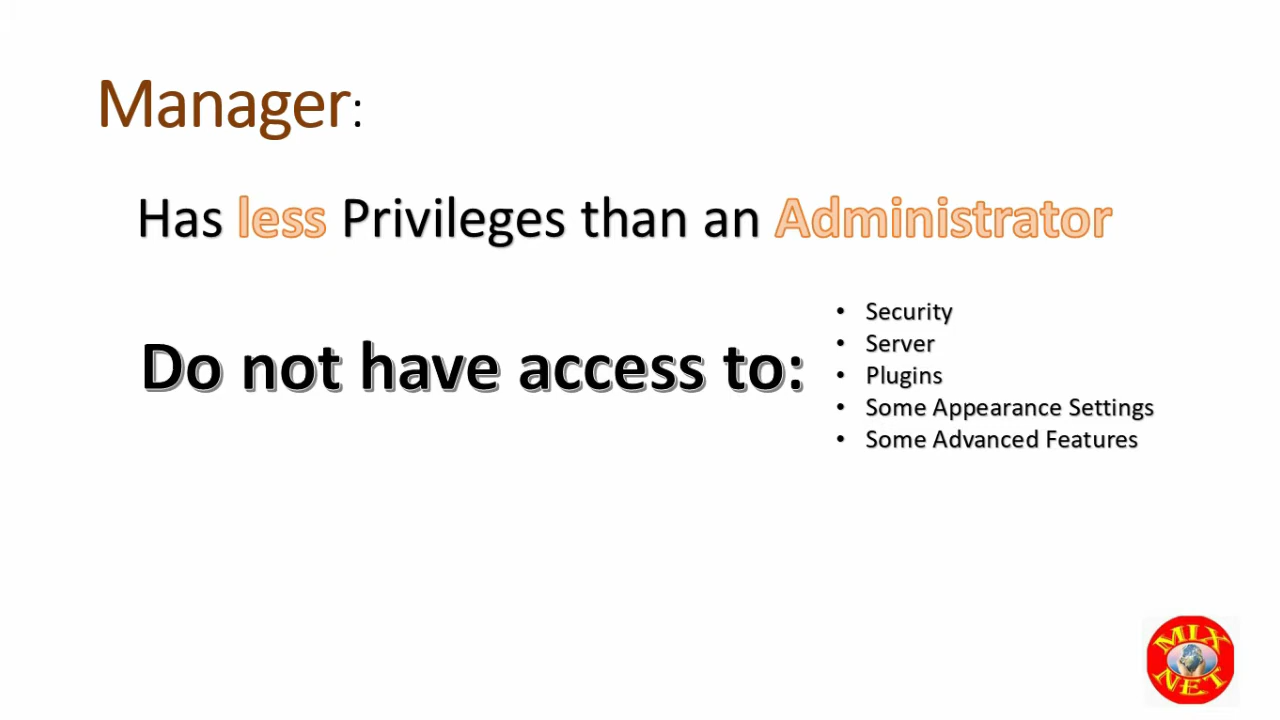 Manager:
Has less Privileges than an Administrator
Do not have access to:
• Security
• Server
• Plugins
• Some Appearance Settings
• Some Advanced Features
MIX
NET